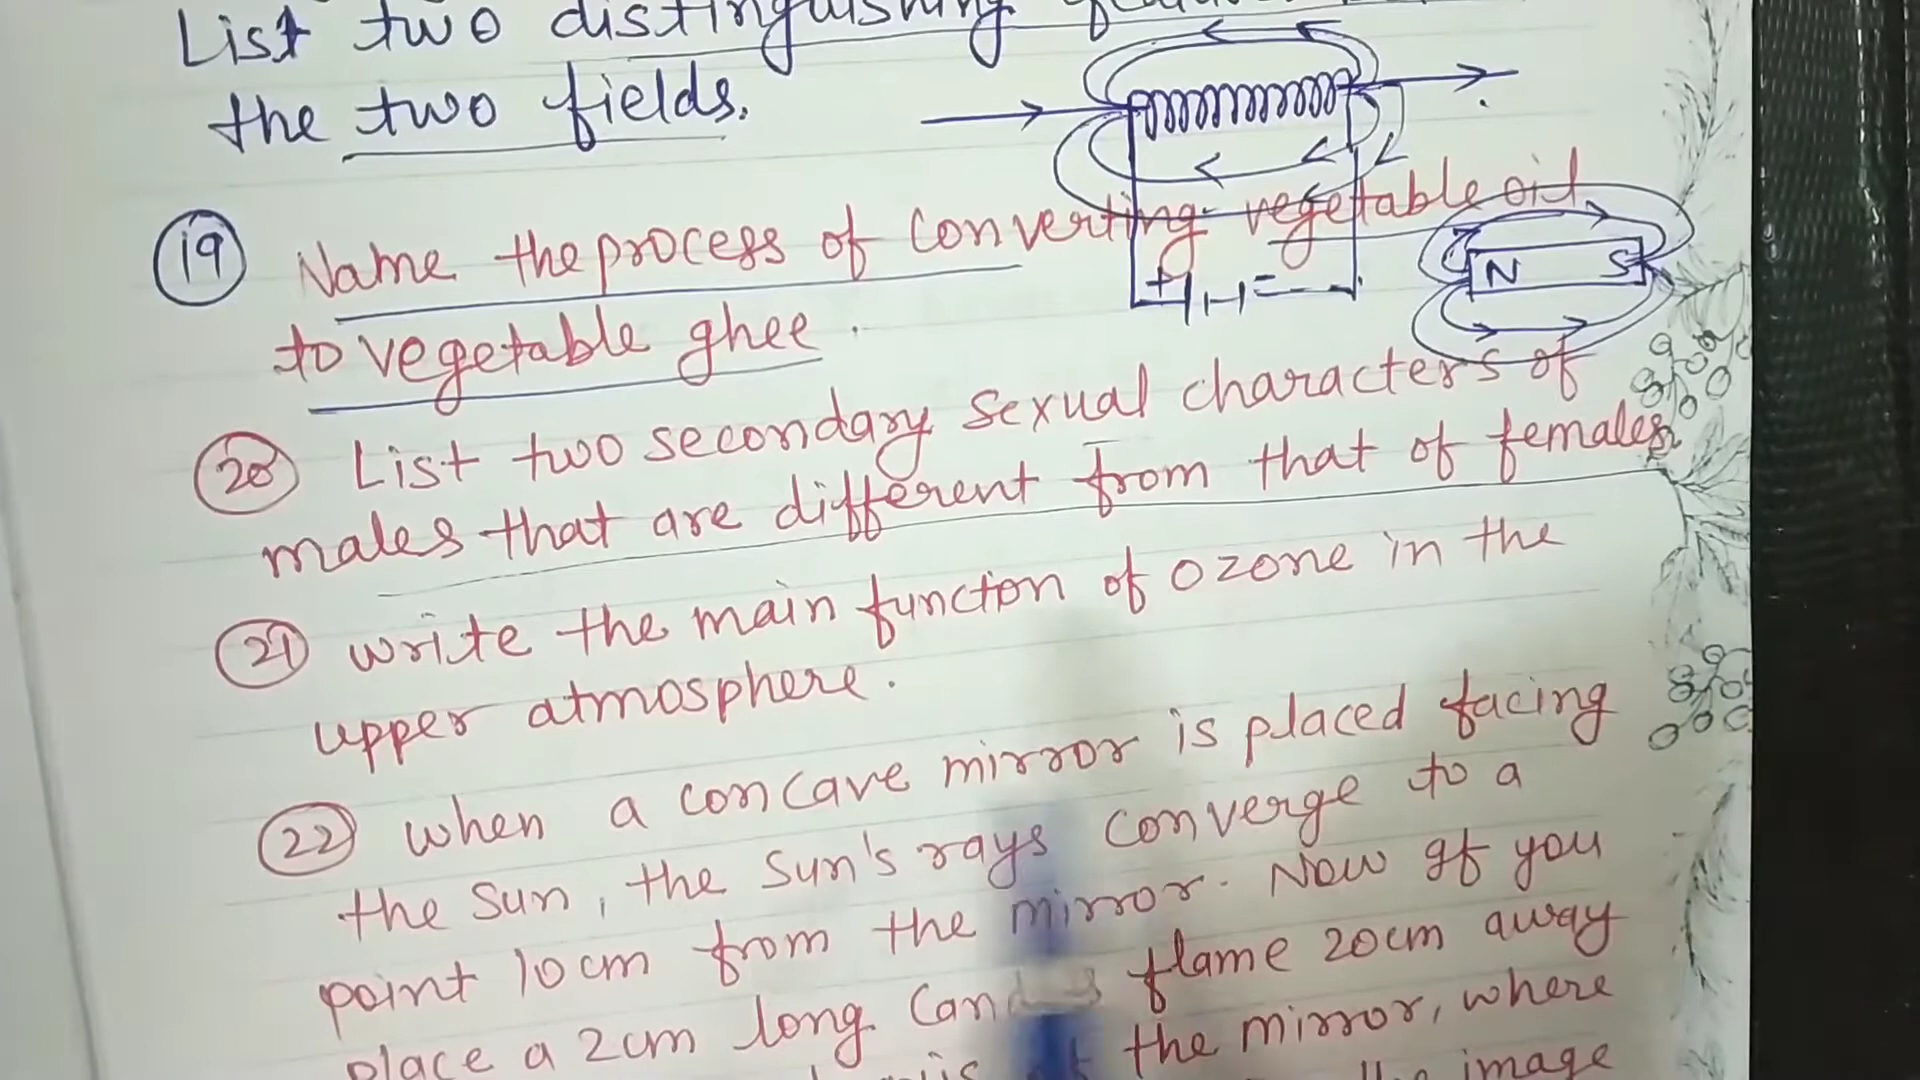 List two distinguishing
the two fields.
19 Name the process of converting vegetable oil
N S
to vegetable ghee.
20 List two secondary sexual characters of
males that are different from that of females
21 write the main function of ozone in the
upper atmosphere.
22 when a concave mirror is placed facing
the sun, the sun's rays converge to a
point 10cm from the mirror. Now If you
place a 2cm long flame 20cm away
the mirror, where
image